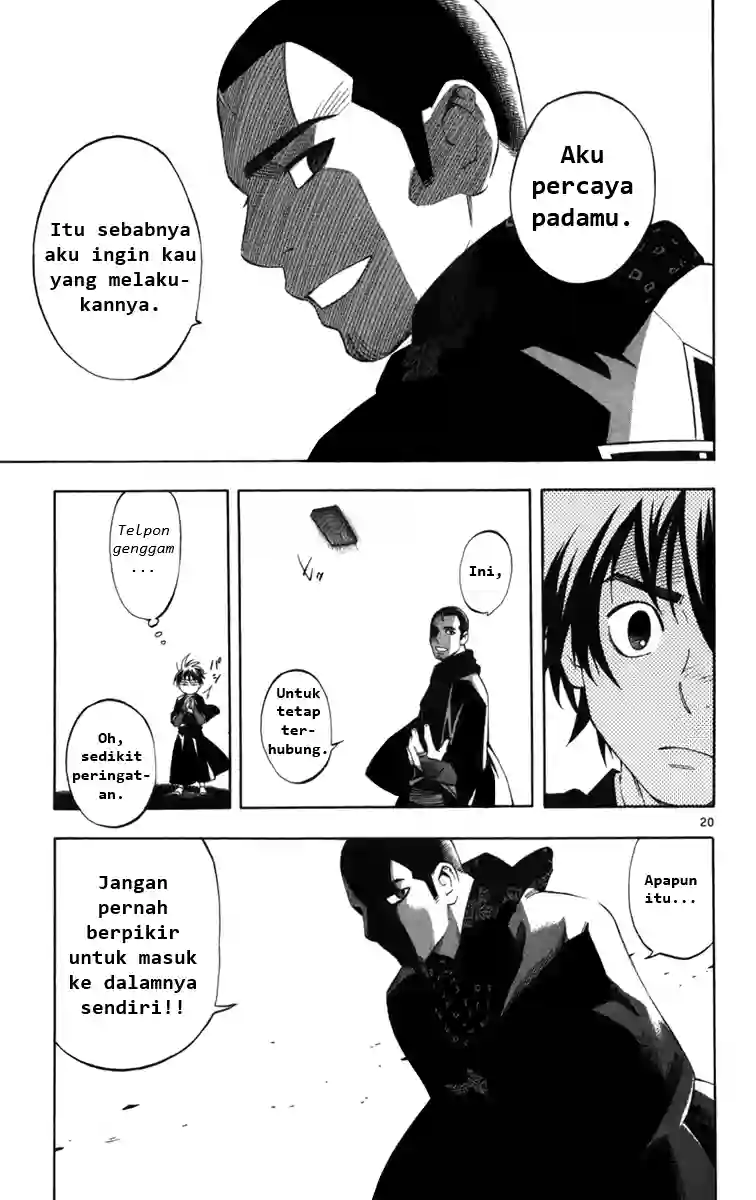 Aku
percaya
padamu.
Itu sebabnya
aku ingin kau
yang melaku-
kannya.
Ini,
Untuk
tetap
ter-
hubung.
Telpon
genggam
...
Oh,
sedikit
peringat-
an.
20
Apapun
itu...
Jangan
pernah
berpikir
untuk masuk
ke dalamnya
sendiri!!